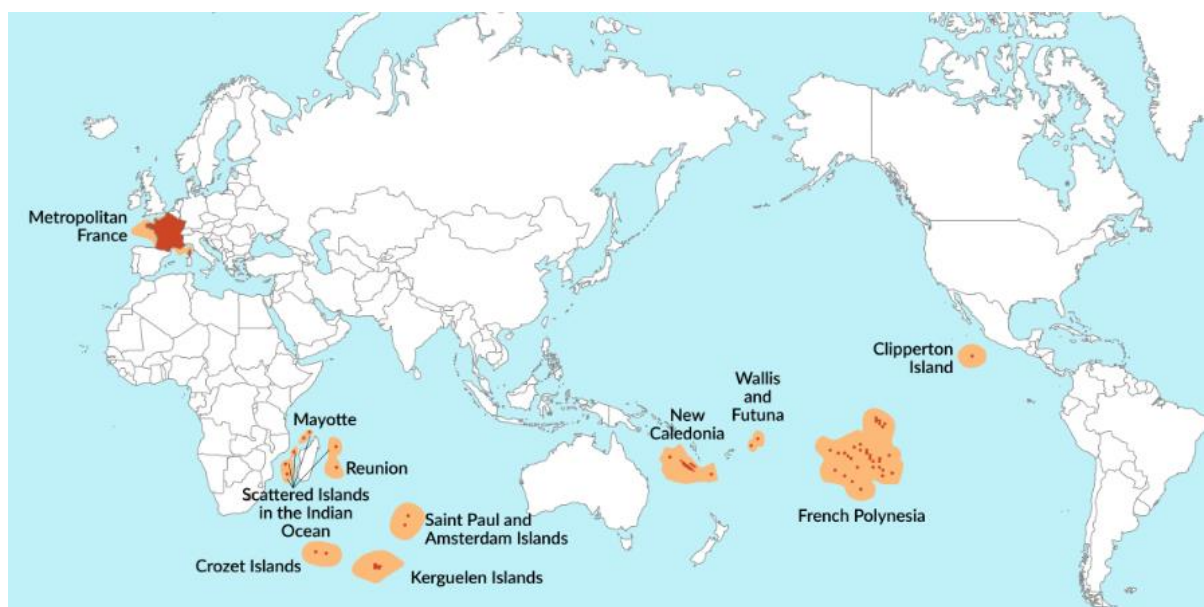 Metropolitan
France
Clipperton
Island
Wallis
and
Futuna
New
Caledonia
Mayotte
Reunion
Scattered Islands
in the Indian
Ocean
Saint Paul and
Amsterdam Islands
French Polynesia
Crozet Islands
Kerguelen Islands